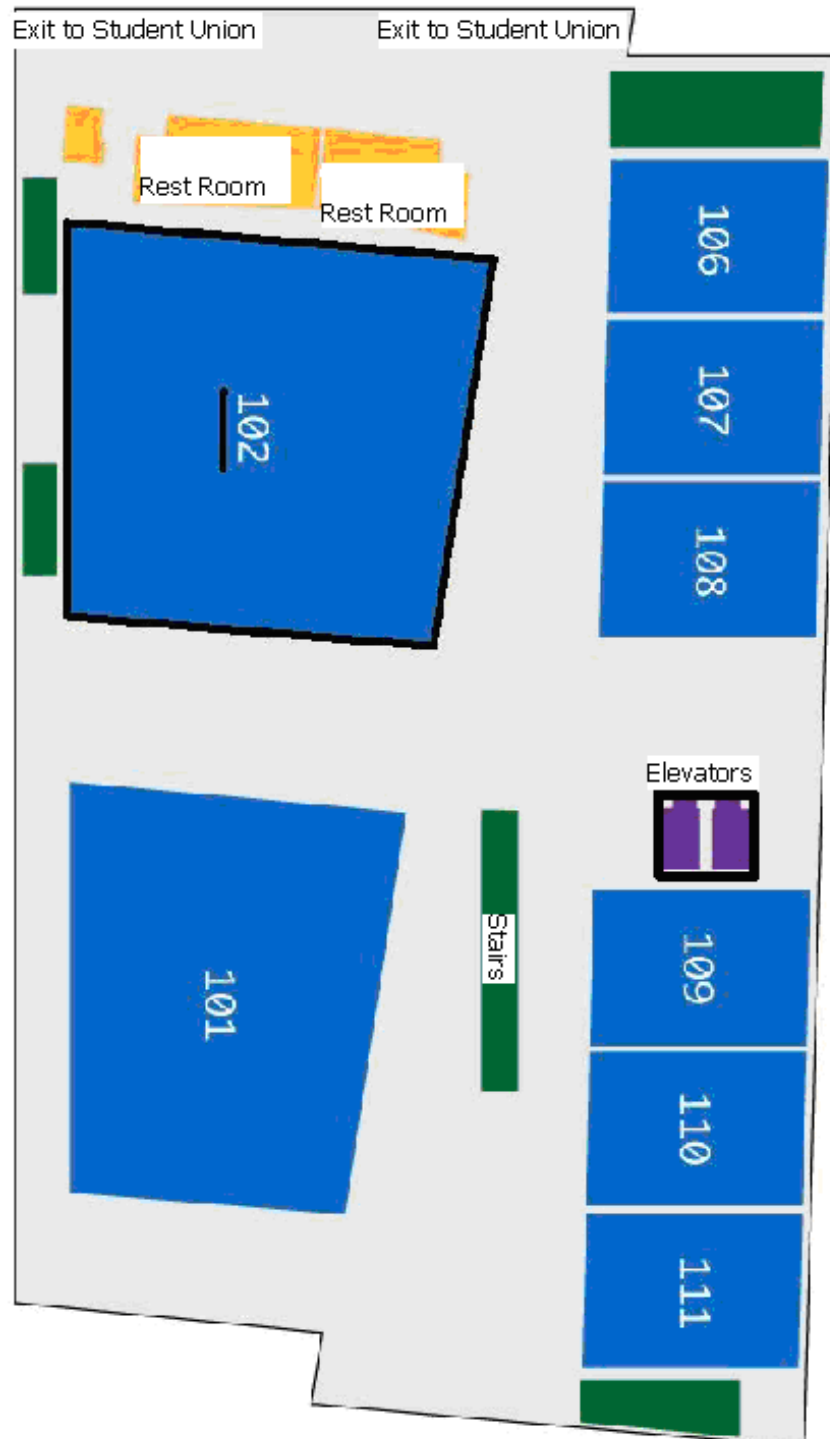 Exit to Student Union
Exit to Student Union
Rest Room
Rest Room
106
107
102
108
Elevators
Stairs
109
101
110
111